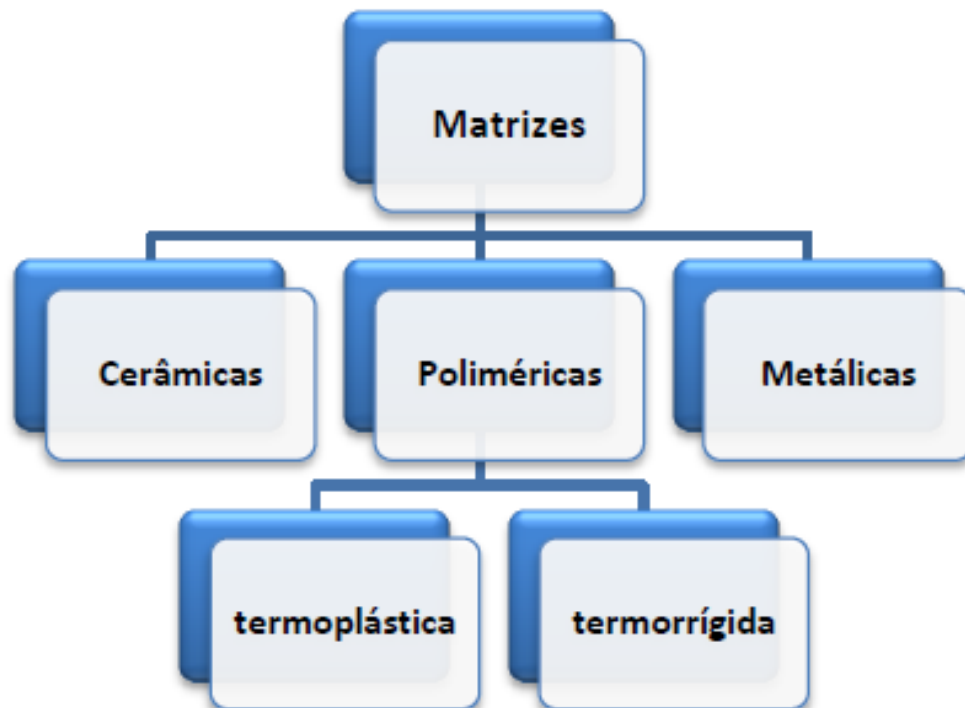 Matrizes
Cerâmicas
Poliméricas
Metálicas
termoplástica
termorrígida